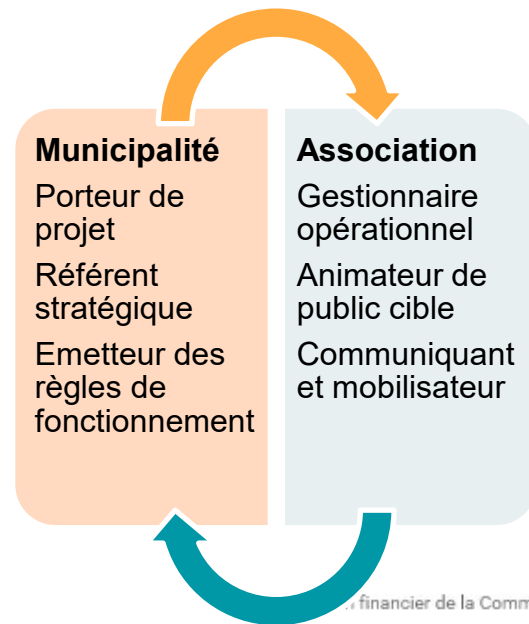 Municipalité
Porteur de
projet
Référent
stratégique
Emetteur des
règles de
fonctionnement
Association
Gestionnaire
opérationnel
Animateur de
public cible
Communiquant
et mobilisateur
financier de la